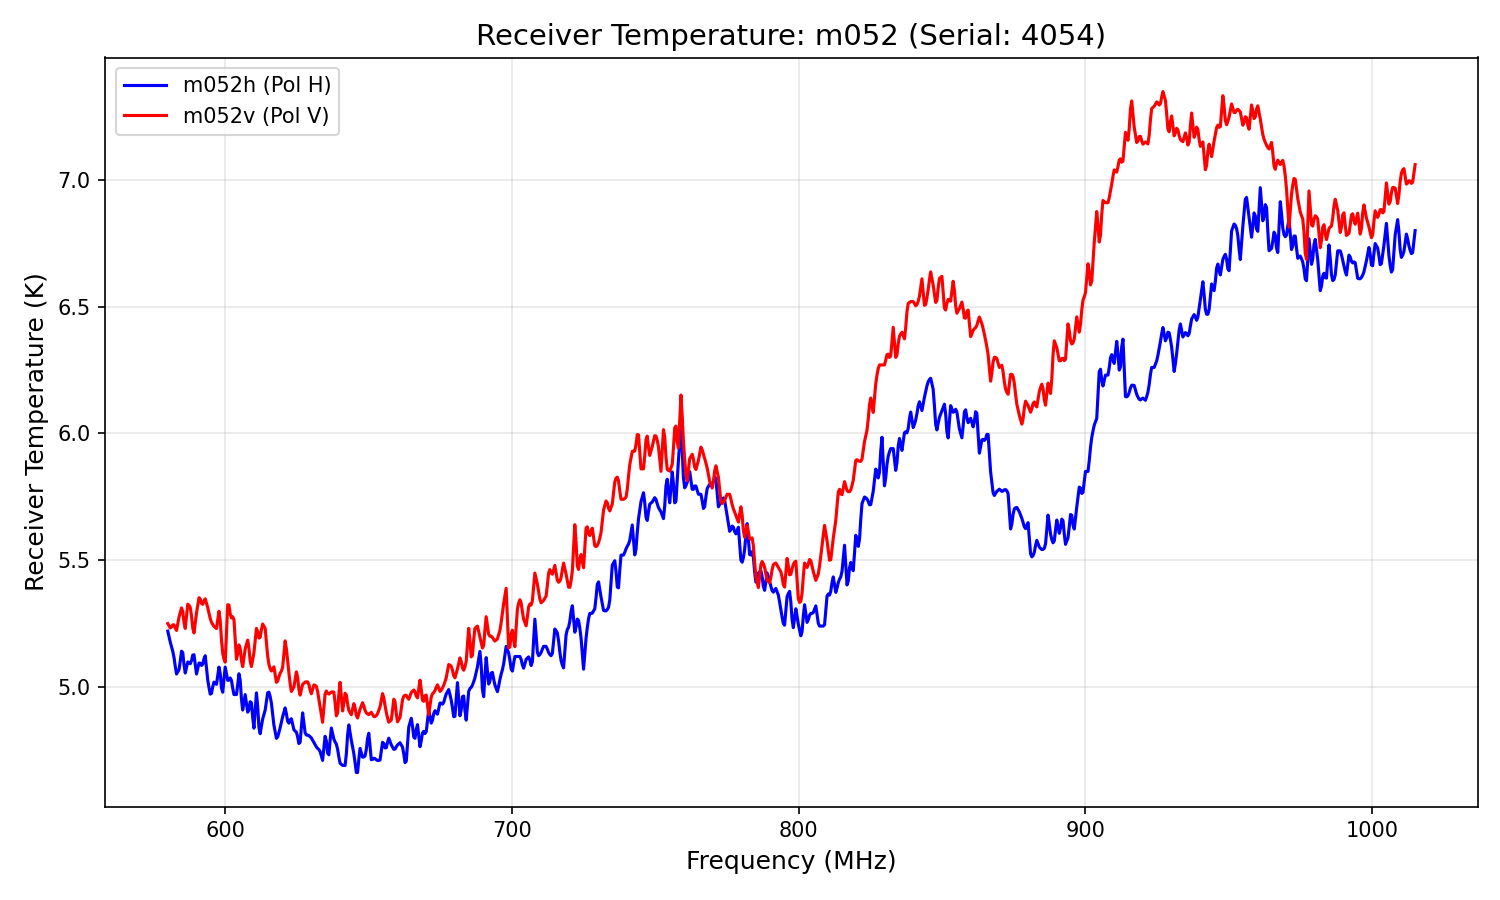 Receiver Temperature: m052 (Serial: 4054)
m052h (Pol H)
m052v (Pol V)
Receiver Temperature (K)
7.0
6.5
6.0
5.5
5.0
600
700
800
900
1000
Frequency (MHz)